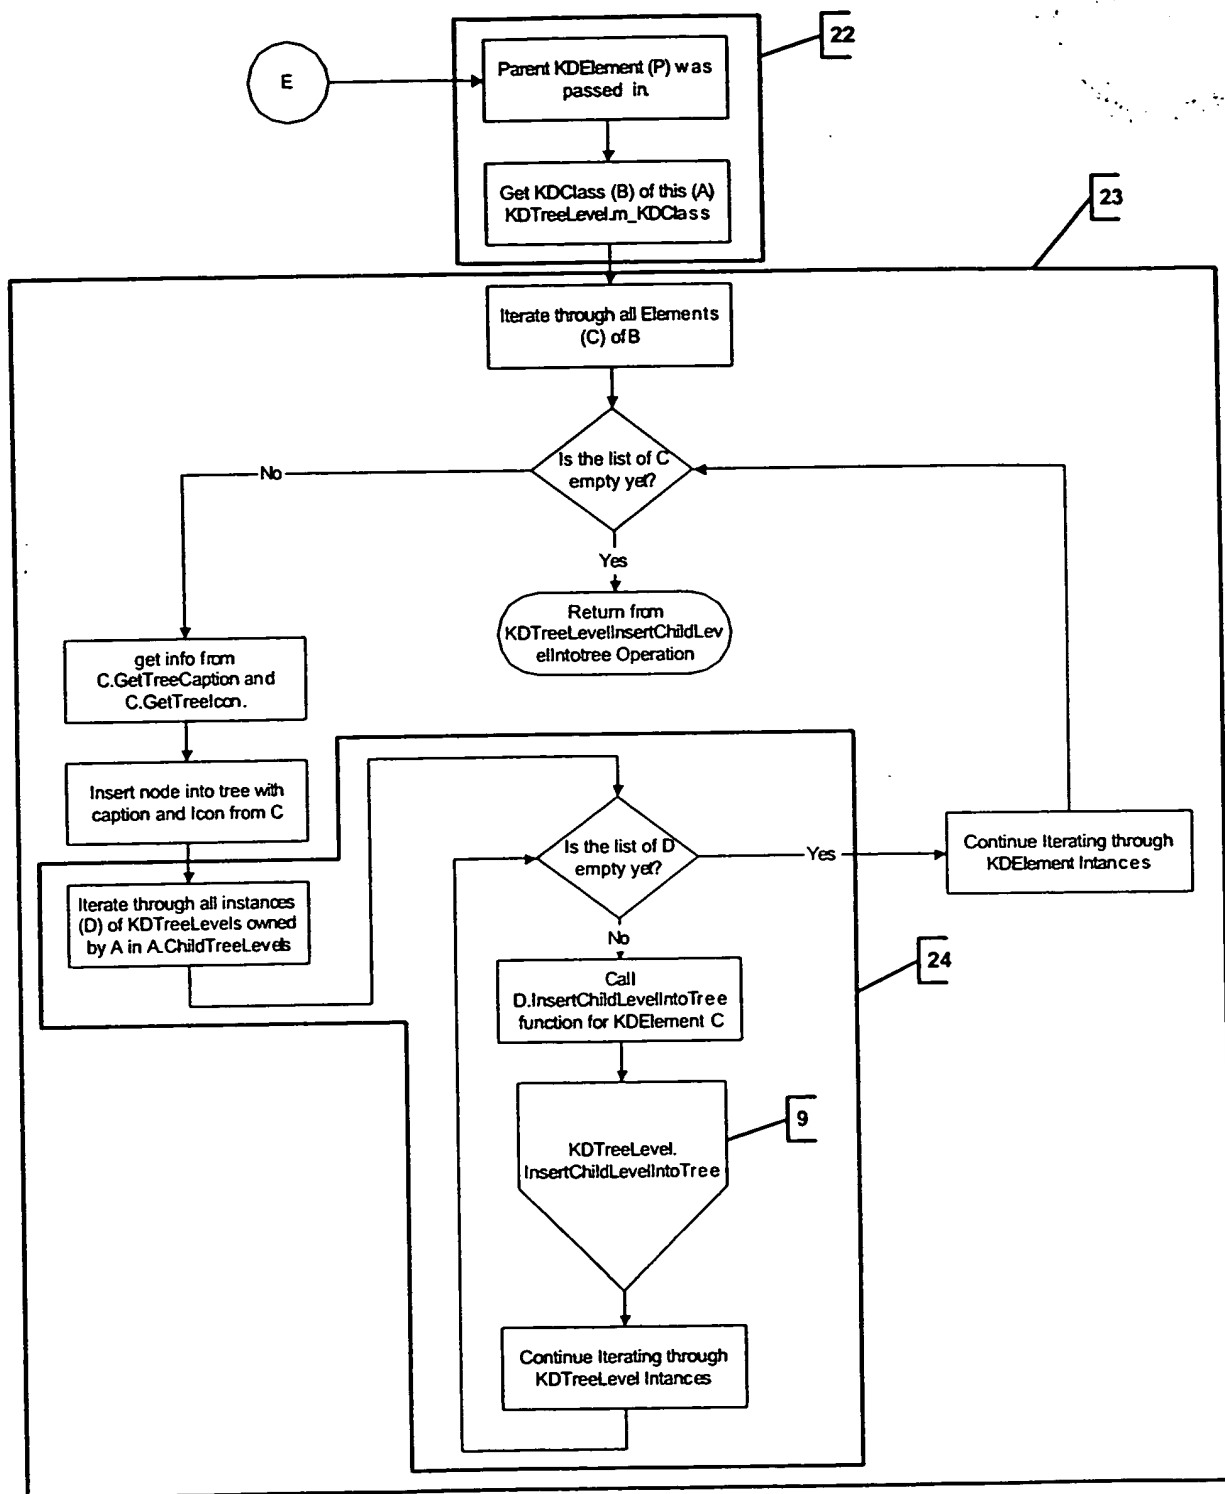 22
E
Parent KDElement (P) was
passed in.
Get KDClass (B) of this (A)
KDTreeLevel.m_KDClass
23
Iterate through all Elements
(C) of B
Is the list of C
empty yet?
No
Yes
Return from
KDTreeLevelInsertChildLev
elIntotree Operation
get info from
C.GetTreeCaption and
C.GetTreeIcon.
Insert node into tree with
caption and Icon from C
Is the list of D
empty yet?
Yes
Continue Iterating through
KDElement Intances
Iterate through all instances
(D) of KDTreeLevels owned
by A in A.ChildTreeLevels
No
24
Call
D.InsertChildLevelIntoTree
function for KDElement C
9
KDTreeLevel.
InsertChildLevelIntoTree
Continue Iterating through
KDTreeLevel Intances